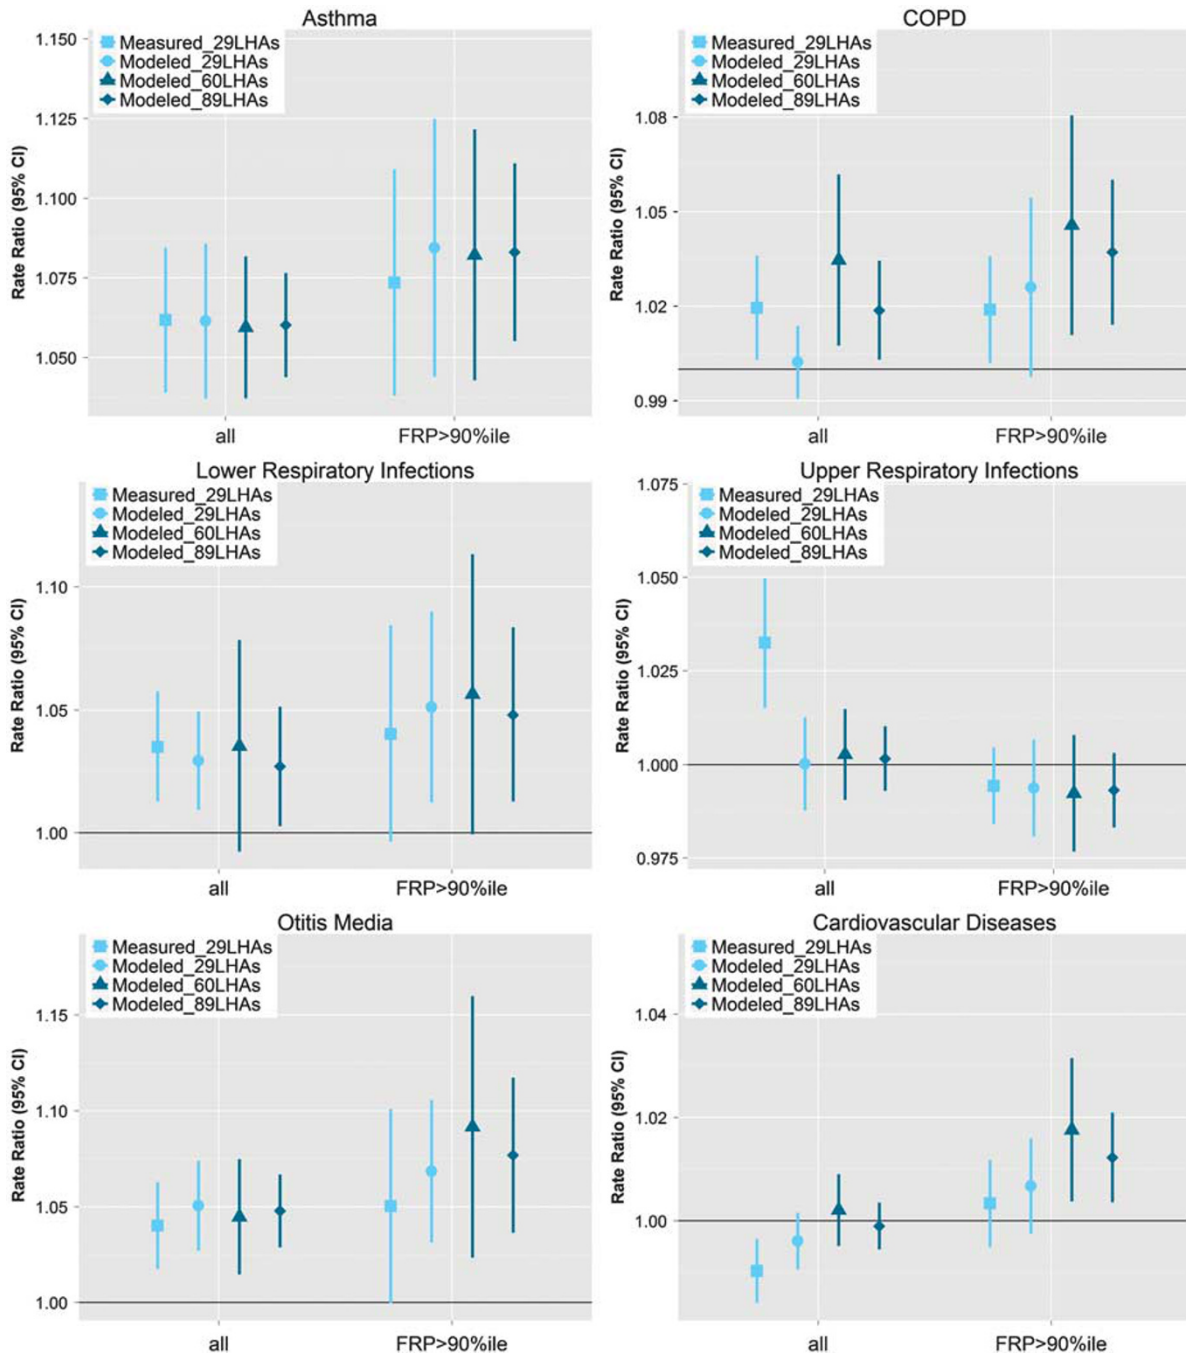 Asthma
1.150
1.125
1.100
1.075
1.050
Rate Ratio (95% CI)
Measured_29LHAs
Modeled_29LHAs
Modeled_60LHAs
Modeled_89LHAs
all
FRP>90%ile
COPD
1.08
1.05
1.02
0.99
Rate Ratio (95% CI)
Measured_29LHAs
Modeled_29LHAs
Modeled_60LHAs
Modeled_89LHAs
all
FRP>90%ile
Lower Respiratory Infections
1.10
1.05
1.00
Rate Ratio (95% CI)
Measured_29LHAs
Modeled_29LHAs
Modeled_60LHAs
Modeled_89LHAs
all
FRP>90%ile
Upper Respiratory Infections
1.075
1.050
1.025
1.000
0.975
Rate Ratio (95% CI)
Measured_29LHAs
Modeled_29LHAs
Modeled_60LHAs
Modeled_89LHAs
all
FRP>90%ile
Otitis Media
1.15
1.10
1.05
1.00
Rate Ratio (95% CI)
Measured_29LHAs
Modeled_29LHAs
Modeled_60LHAs
Modeled_89LHAs
all
FRP>90%ile
Cardiovascular Diseases
1.04
1.02
1.00
Rate Ratio (95% CI)
Measured_29LHAs
Modeled_29LHAs
Modeled_60LHAs
Modeled_89LHAs
all
FRP>90%ile